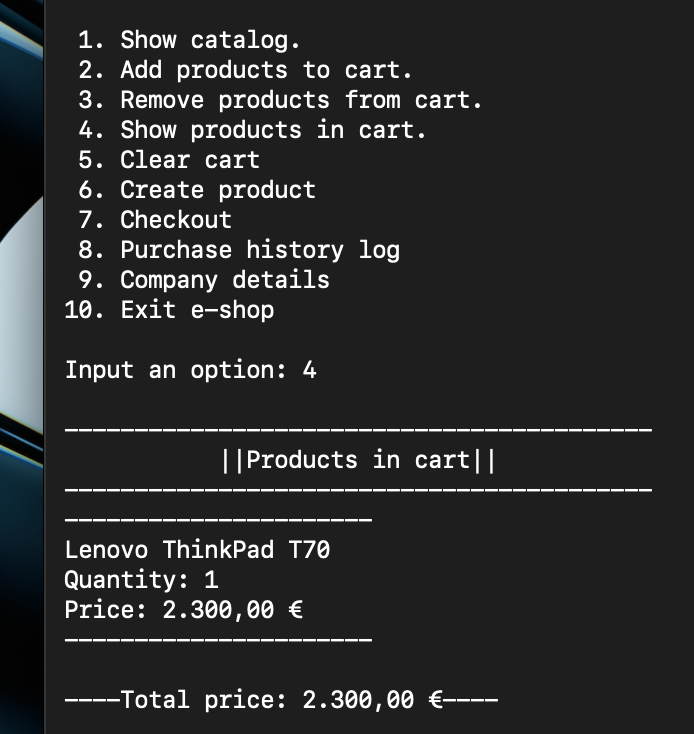 1. Show catalog.
2. Add products to cart.
3. Remove products from cart.
4. Show products in cart.
5. Clear cart
6. Create product
7. Checkout
8. Purchase history log
9. Company details
10. Exit e-shop
Input an option: 4
------------------------------------------
||Products in cart||
------------------------------------------
----------------------
Lenovo ThinkPad T70
Quantity: 1
Price: 2.300,00 €
----------------------
----Total price: 2.300,00 €----